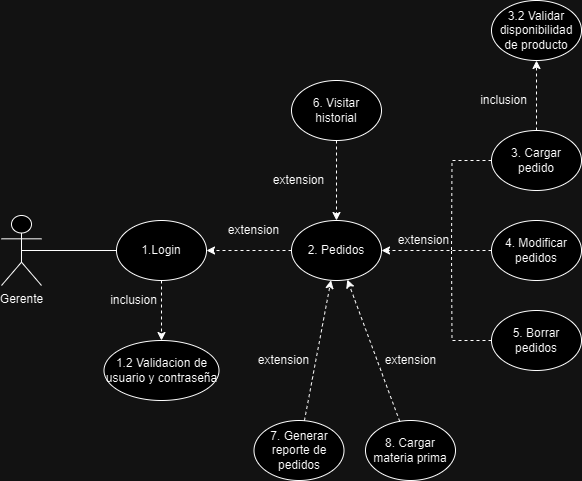 3.2 Validar
disponibilidad
de producto
inclusion
6. Visitar
historial
3. Cargar
pedido
extension
Gerente
1.Login
extension
2. Pedidos
extension
4. Modificar
pedidos
inclusion
1.2 Validacion de
usuario y contraseña
5. Borrar
pedidos
extension
extension
7. Generar
reporte de
pedidos
8. Cargar
materia prima